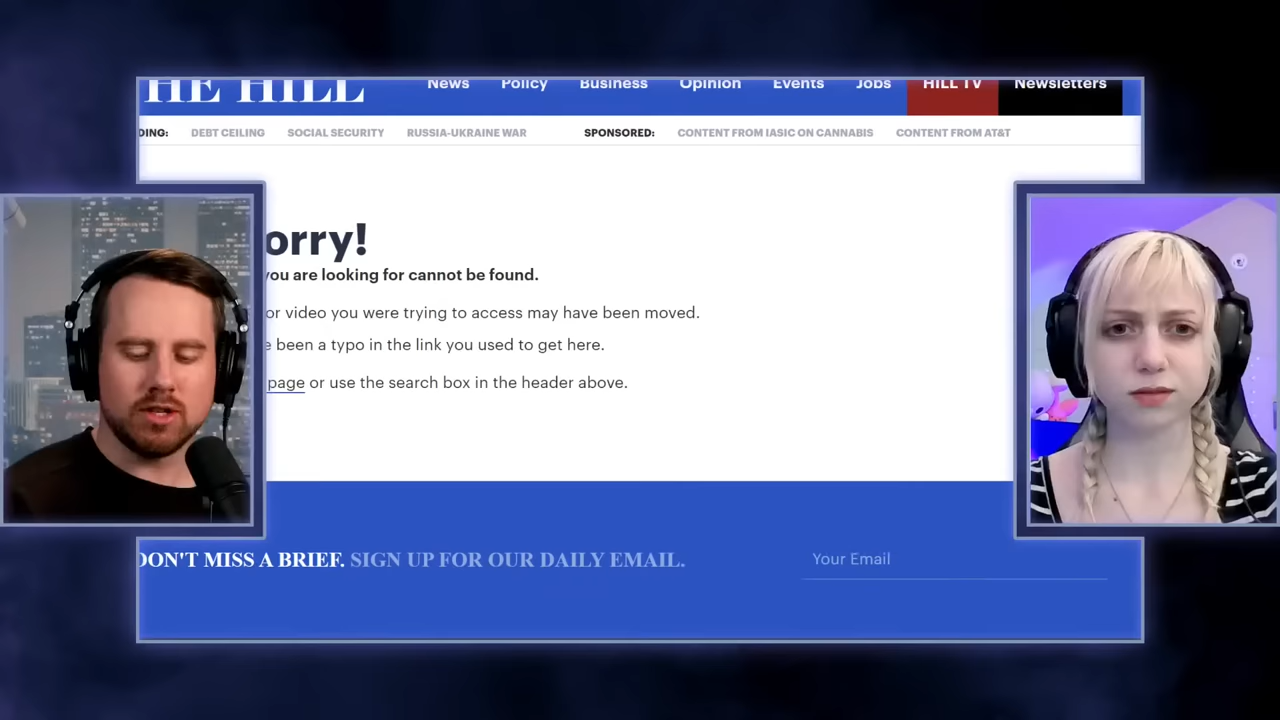 HE HILL
News Policy Business Opinion Events Jobs HILL TV Newsletters
DING: DEBT CEILING SOCIAL SECURITY RUSSIA-UKRAINE WAR SPONSORED: CONTENT FROM IASIC ON CANNABIS CONTENT FROM AT&T
orry!
you are looking for cannot be found.
or video you were trying to access may have been moved.
e been a typo in the link you used to get here.
page or use the search box in the header above.
DON'T MISS A BRIEF. SIGN UP FOR OUR DAILY EMAIL.
Your Email